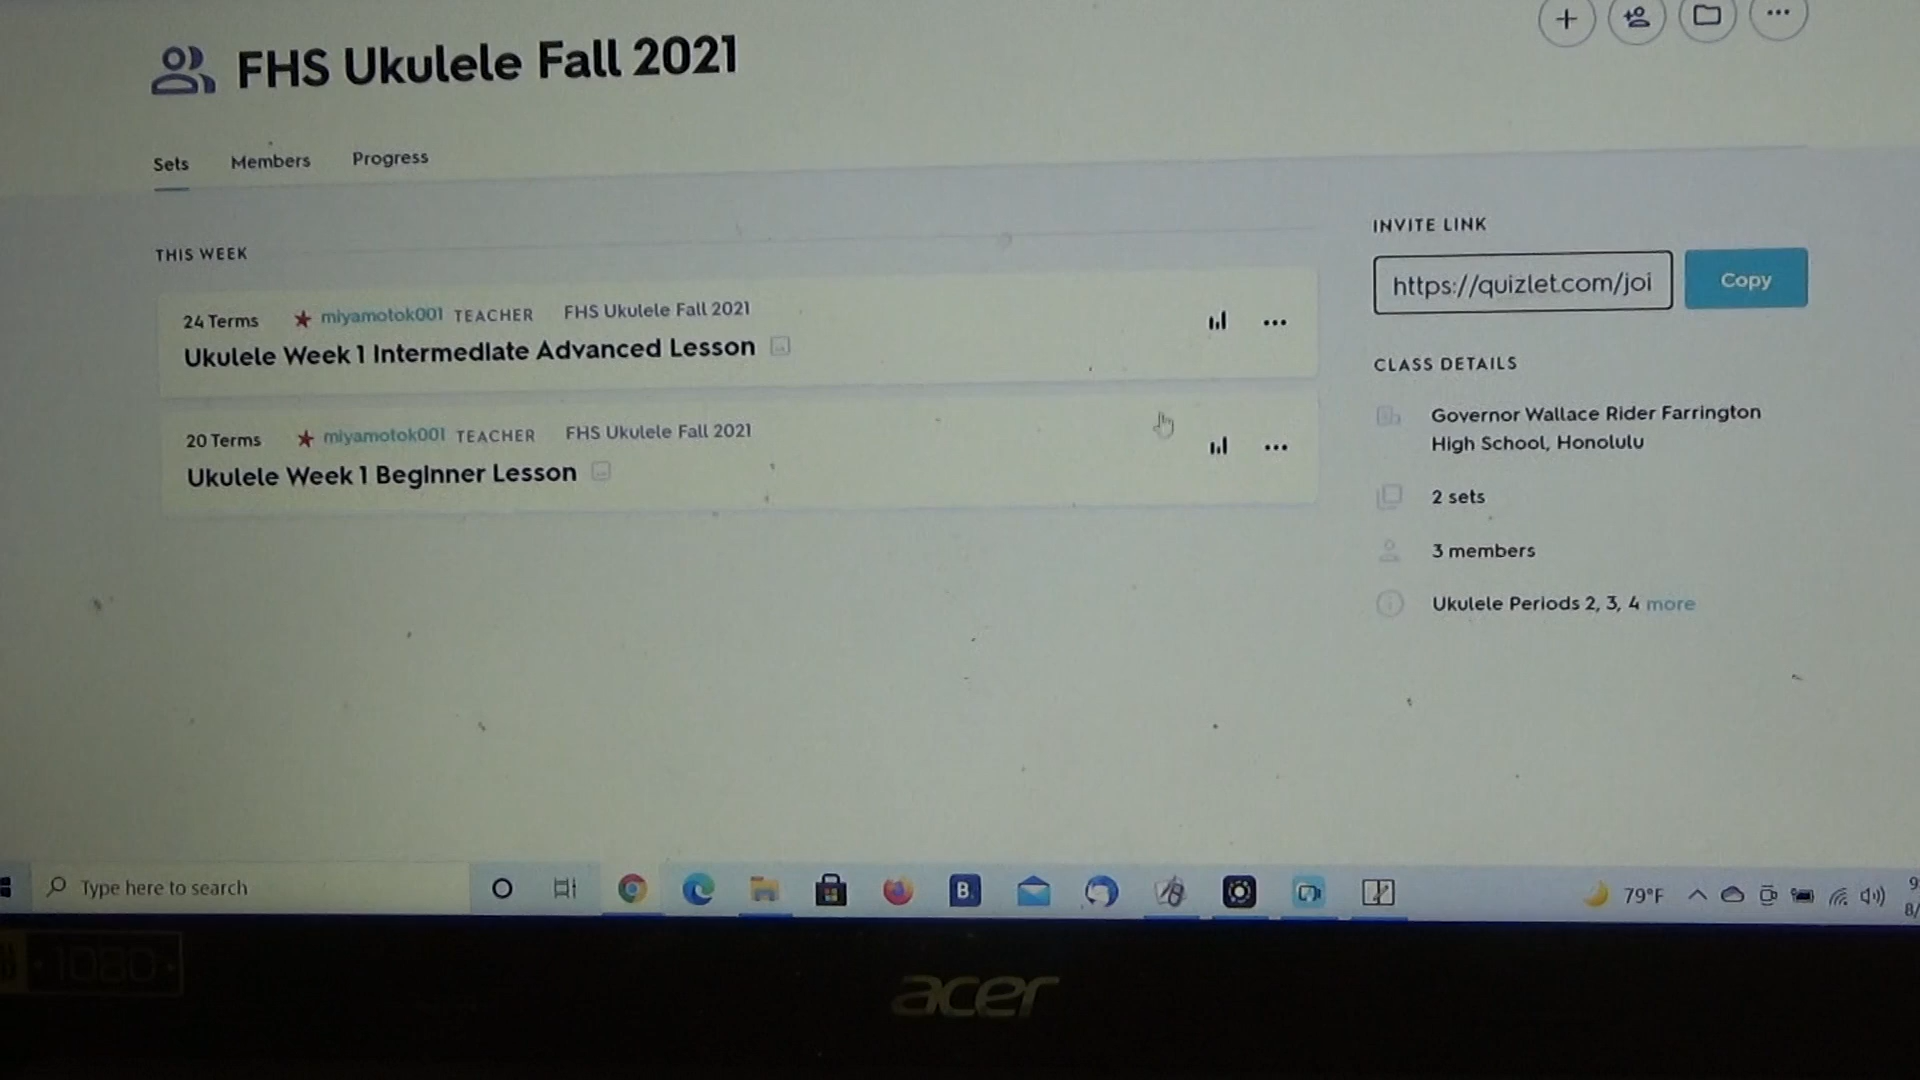 FHS Ukulele Fall 2021
Sets Members Progress
THIS WEEK
24 Terms miyamotok001 TEACHER FHS Ukulele Fall 2021
Ukulele Week 1 Intermediate Advanced Lesson
20 Terms miyamotok001 TEACHER FHS Ukulele Fall 2021
Ukulele Week 1 Beginner Lesson
INVITE LINK
https://quizlet.com/joi
Copy
CLASS DETAILS
Governor Wallace Rider Farrington
High School, Honolulu
2 sets
3 members
Ukulele Periods 2, 3, 4 more
Type here to search
B.
79°F
9
8/
1080
acer